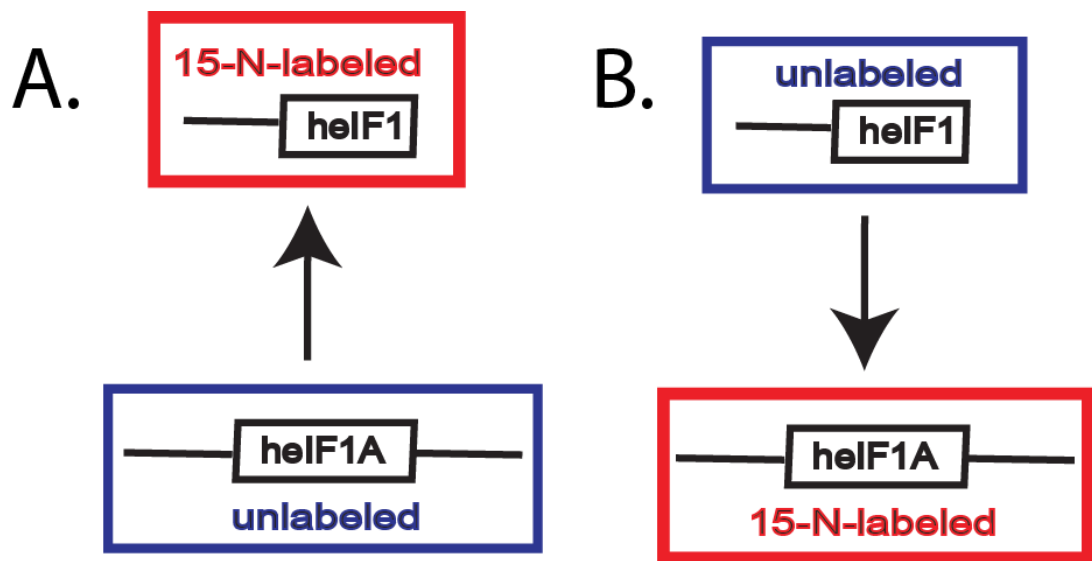 A.
15-N-labeled
heIF1
heIF1A
unlabeled
B.
unlabeled
heIF1
heIF1A
15-N-labeled